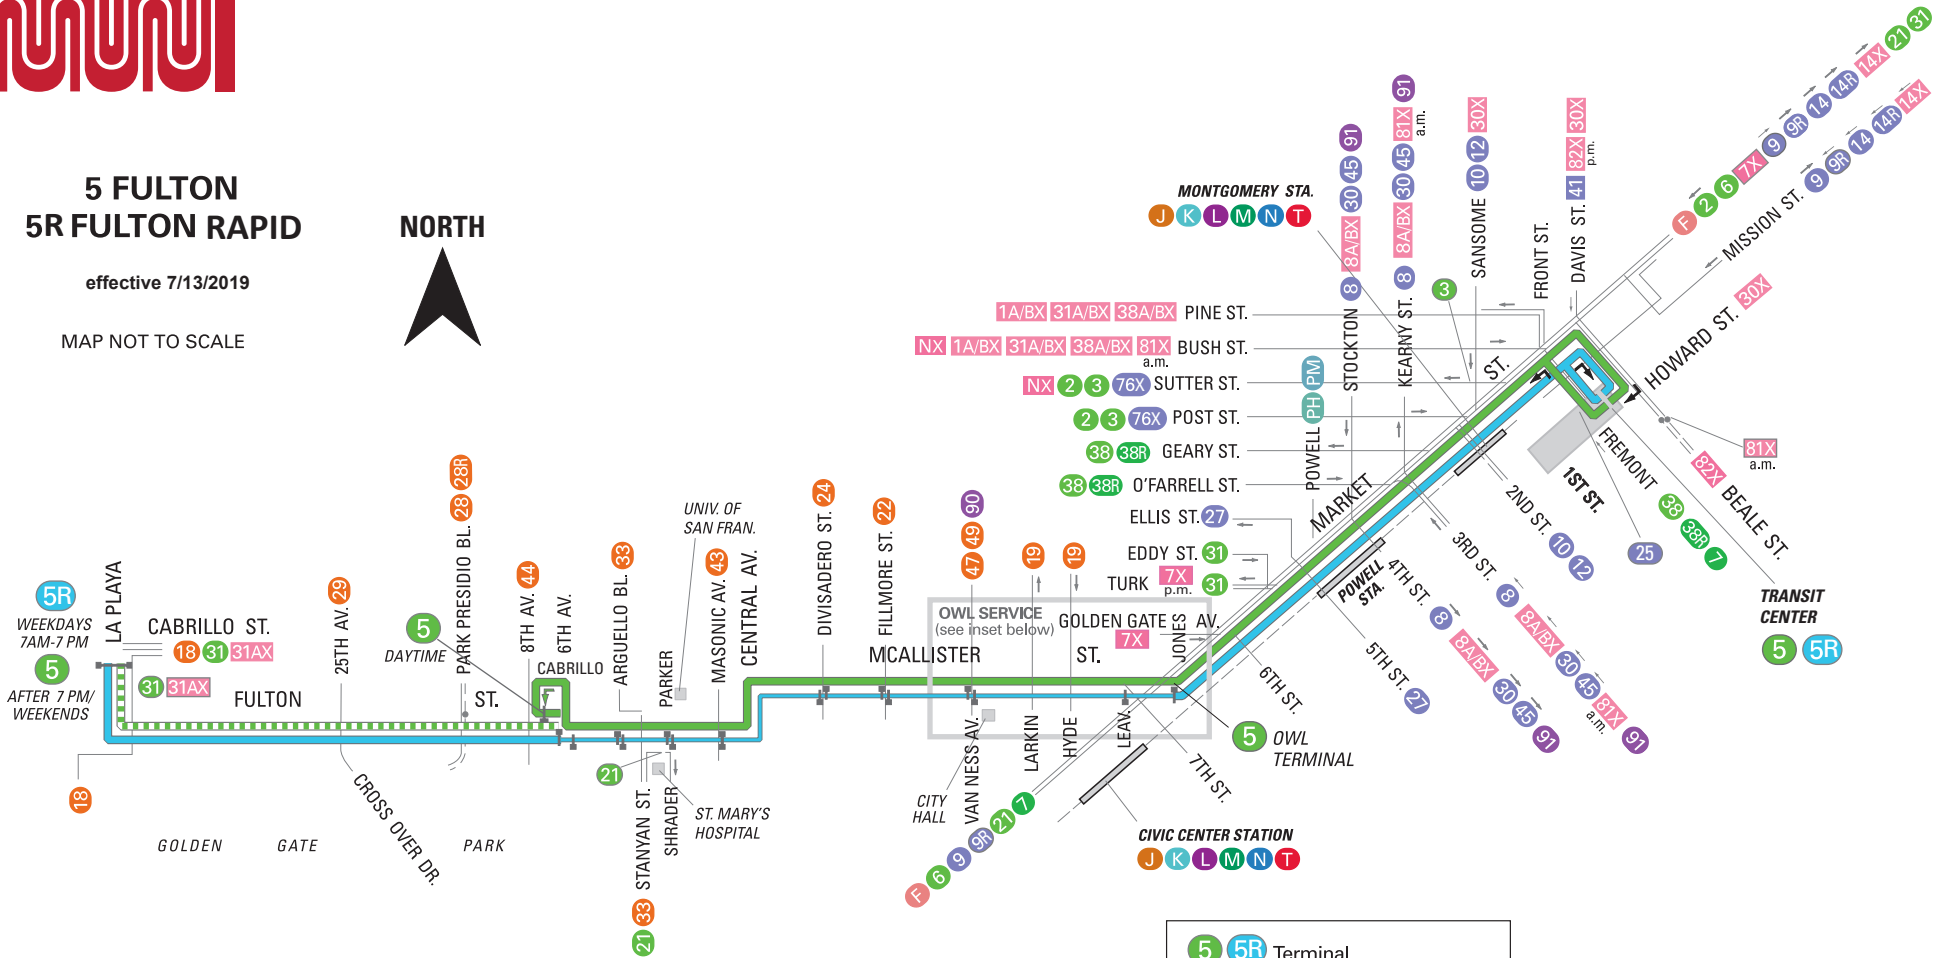 5 FULTON
5R FULTON RAPID
effective 7/13/2019
MAP NOT TO SCALE
NORTH
5R
WEEKDAYS
7AM-7 PM
5
AFTER 7 PM/
WEEKENDS
LA PLAYA
CABRILLO ST.
18 31 31AX
31 31AX
18
FULTON
ST.
GOLDEN GATE PARK
25TH AV. 29
CROSS OVER DR.
PARK PRESIDIO BL. 28 28R
5
DAYTIME
8TH AV. 44
6TH AV.
CABRILLO
ARGUELLO BL. 33
PARKER
UNIV. OF
SAN FRAN.
MASONIC AV. 43
CENTRAL AV.
21
21 33 STANYAN ST.
SHRADER
ST. MARY'S
HOSPITAL
DIVISADERO ST. 24
FILLMORE ST. 22
MCALLISTER
ST.
OWL SERVICE
(see inset below)
47 49 90
VAN NESS AV.
CITY
HALL
19
LARKIN
19
HYDE
LEAV.
JONES
GOLDEN GATE AV.
7X
5
OWL
TERMINAL
F 6 9 9R 21 7
CIVIC CENTER STATION
J K L M N T
7TH ST.
6TH ST.
5TH ST. 27
4TH ST. 8 8A/BX 30 45 91
POWELL
STA.
3RD ST. 8 8A/BX 30 45 81X 91
a.m.
2ND ST. 10 12
1ST ST.
25
FREMONT 38 38R 7
82X BEALE ST.
81X
a.m.
TRANSIT
CENTER
5 5R
HOWARD ST. 30X
MISSION ST. 9 9R 14 14R 14X
F 2 6 7X 9 9R 14 14R 14X 21 31
MARKET
ST.
MONTGOMERY STA.
J K L M N T
1A/BX 31A/BX 38A/BX PINE ST.
NX 1A/BX 31A/BX 38A/BX 81X BUSH ST.
a.m.
NX 2 3 76X SUTTER ST.
2 3 76X POST ST.
38 38R GEARY ST.
38 38R O'FARRELL ST.
ELLIS ST. 27
EDDY ST. 31
TURK 7X 31
p.m.
POWELL PH PM
STOCKTON 8 8A/BX 30 45 91
KEARNY ST. 8 8A/BX 30 45 81X 91
a.m.
3
SANSOME 10 12 30X
FRONT ST.
DAVIS ST. 41 82X 30X
p.m.
5 5R Terminal